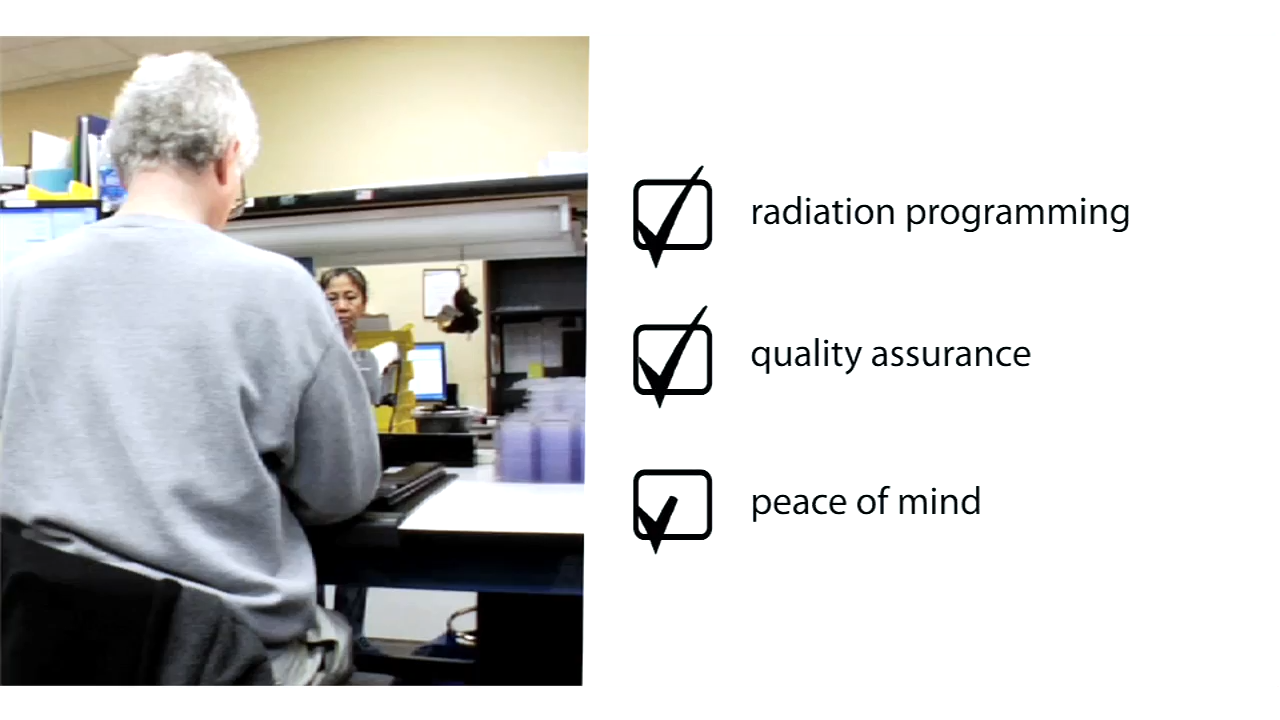 radiation programming
quality assurance
peace of mind